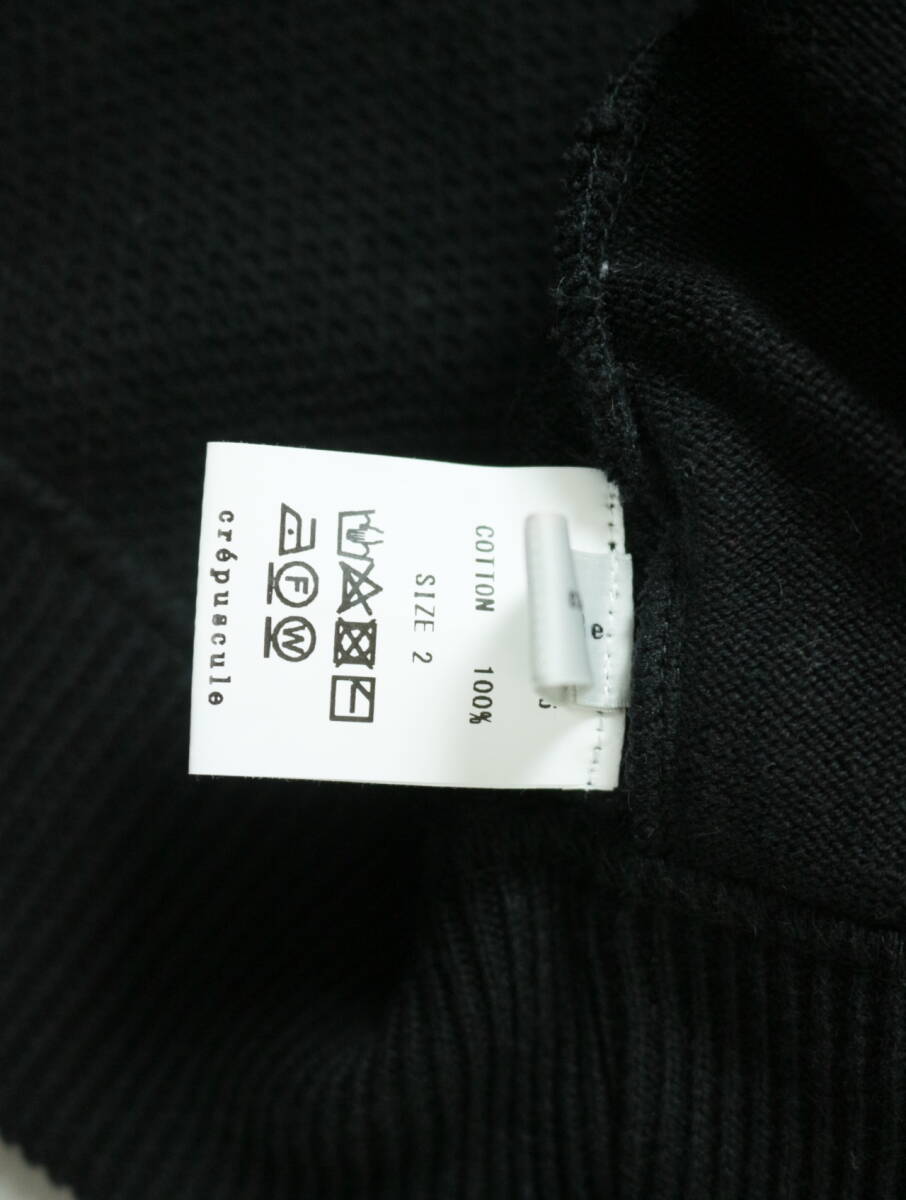 COTTON 100%
SIZE 2
F W
crépuscule